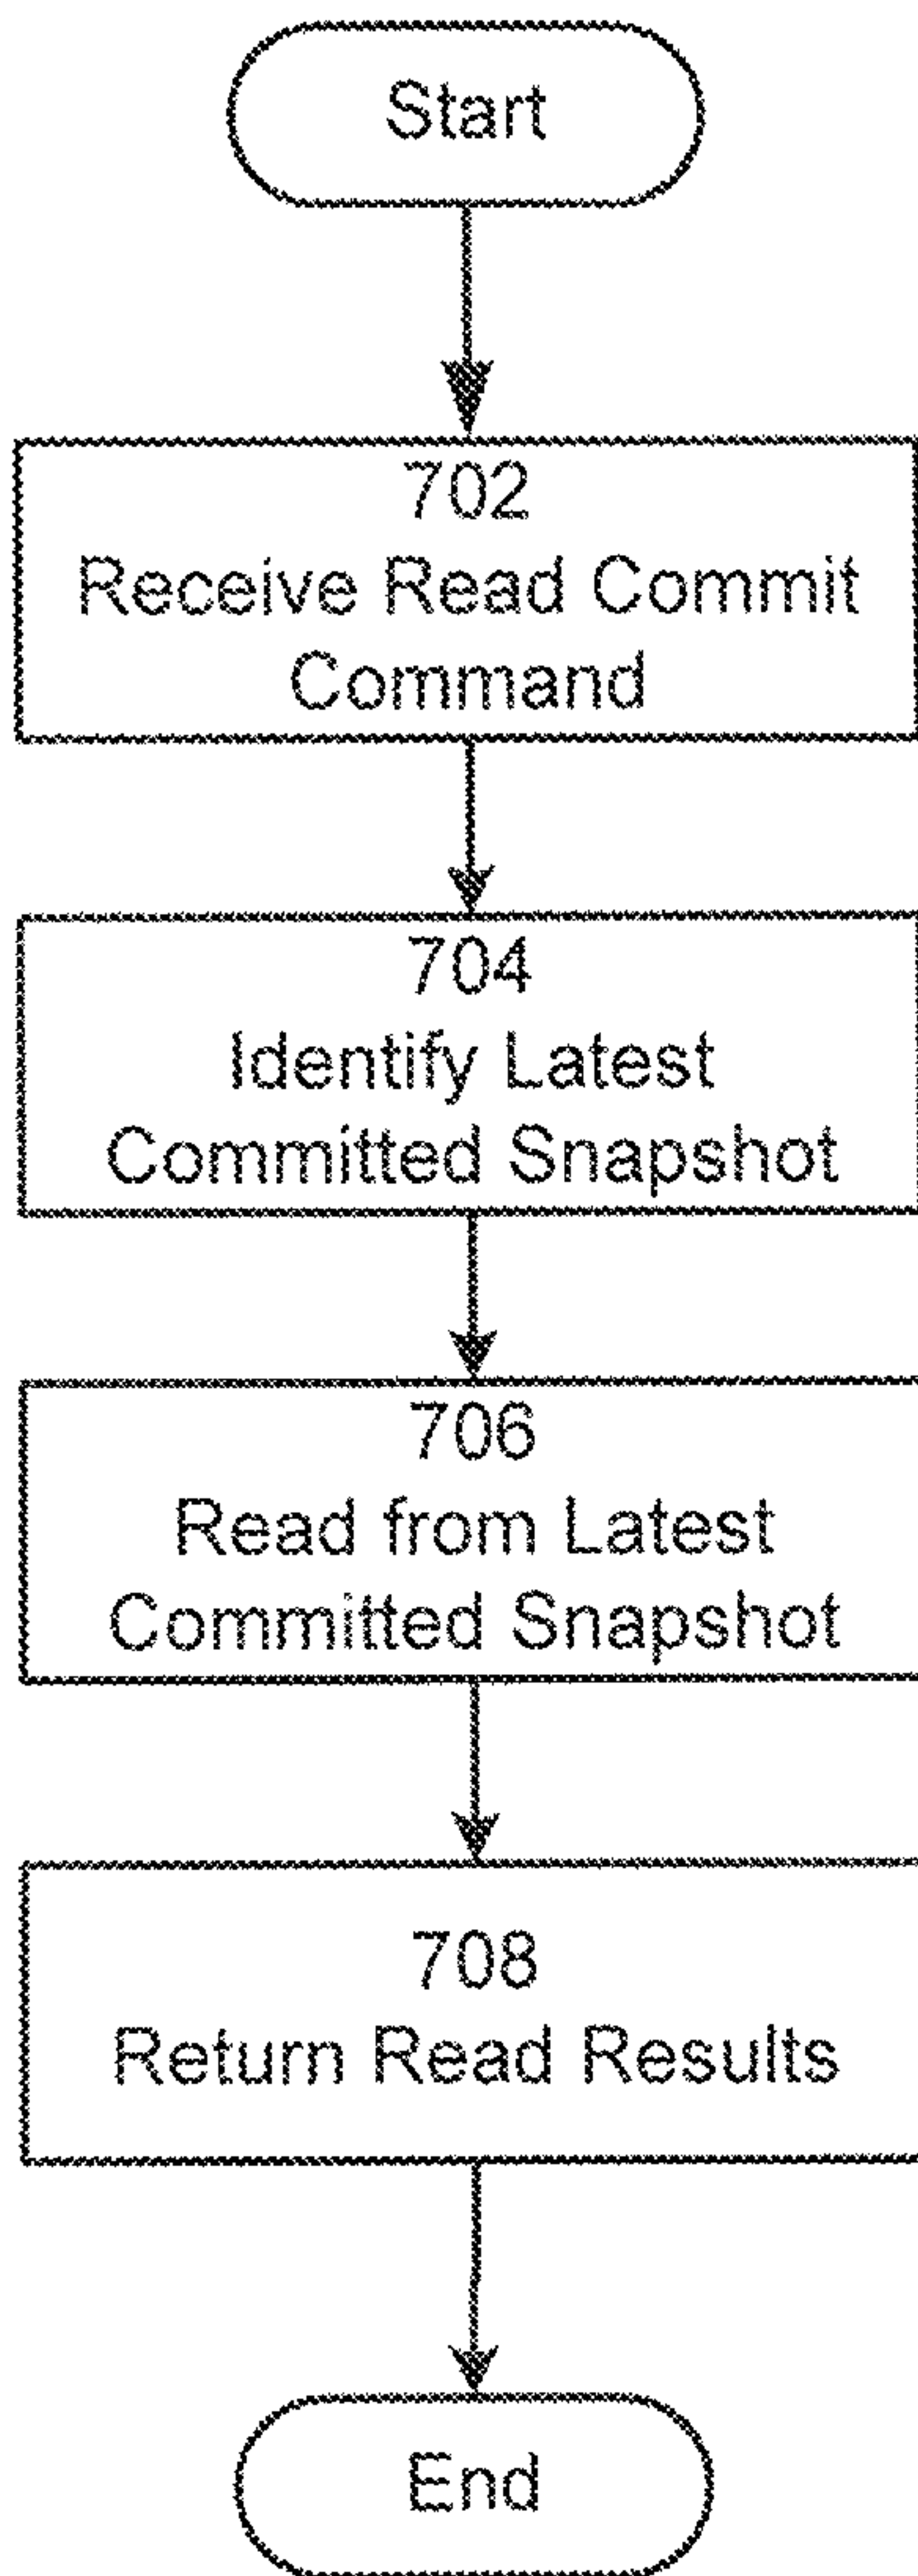 Start
702
Receive Read Commit
Command
704
Identify Latest
Committed Snapshot
706
Read from Latest
Committed Snapshot
708
Return Read Results
End